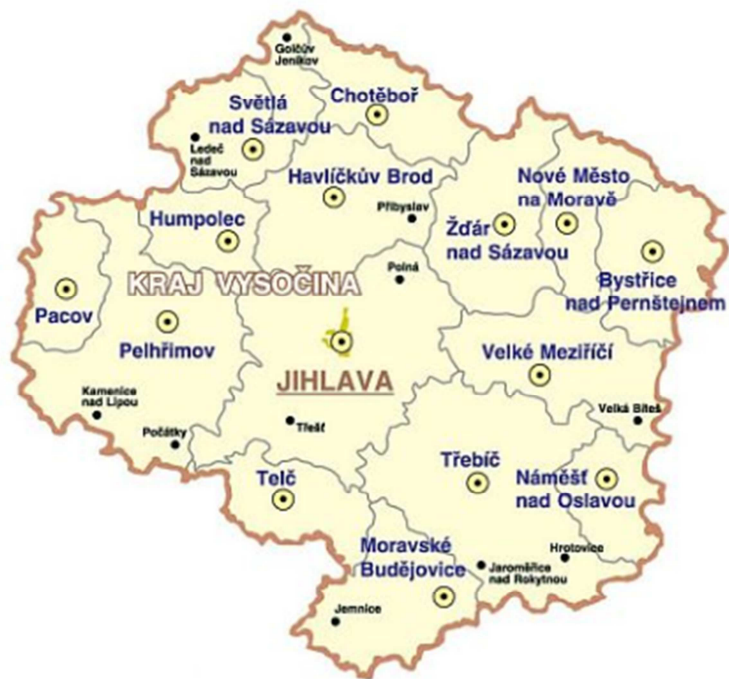 Golčův
Jeníkov
Chotěboř
Světlá
nad Sázavou
Ledeč
nad
Sázavou
Havlíčkův Brod
Přibyslav
Nové Město
na Moravě
Žďár
nad Sázavou
Humpolec
Bystřice
nad Pernštejnem
Polná
KRAJ VYSOČINA
Pacov
Pelhřimov
Velké Meziříčí
JIHLAVA
Kamenice
nad Lipou
Počátky
Třešť
Velká Bíteš
Telč
Třebíč
Náměšť
nad Oslavou
Moravské
Budějovice
Hrotovice
Jaroměřice
nad Rokytnou
Jemnice